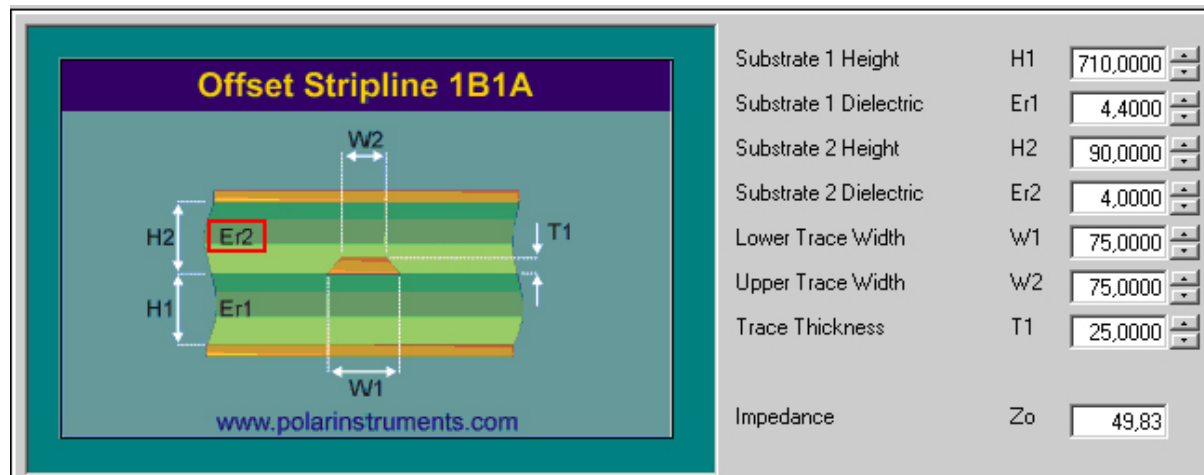 Offset Stripline 1B1A
W2
H2
Er2
T1
H1
Er1
W1
www.polarinstruments.com
Substrate 1 Height H1 710,0000
Substrate 1 Dielectric Er1 4,4000
Substrate 2 Height H2 90,0000
Substrate 2 Dielectric Er2 4,0000
Lower Trace Width W1 75,0000
Upper Trace Width W2 75,0000
Trace Thickness T1 25,0000
Impedance Zo 49,83